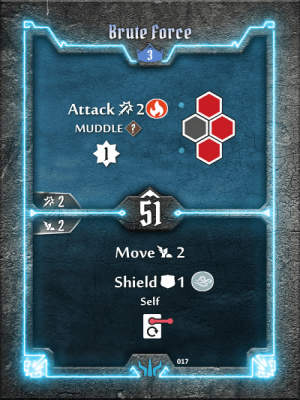 Brute Force
3
Attack 2
MUDDLE ?
1
51
2
2
Move 2
Shield 1
Self
017